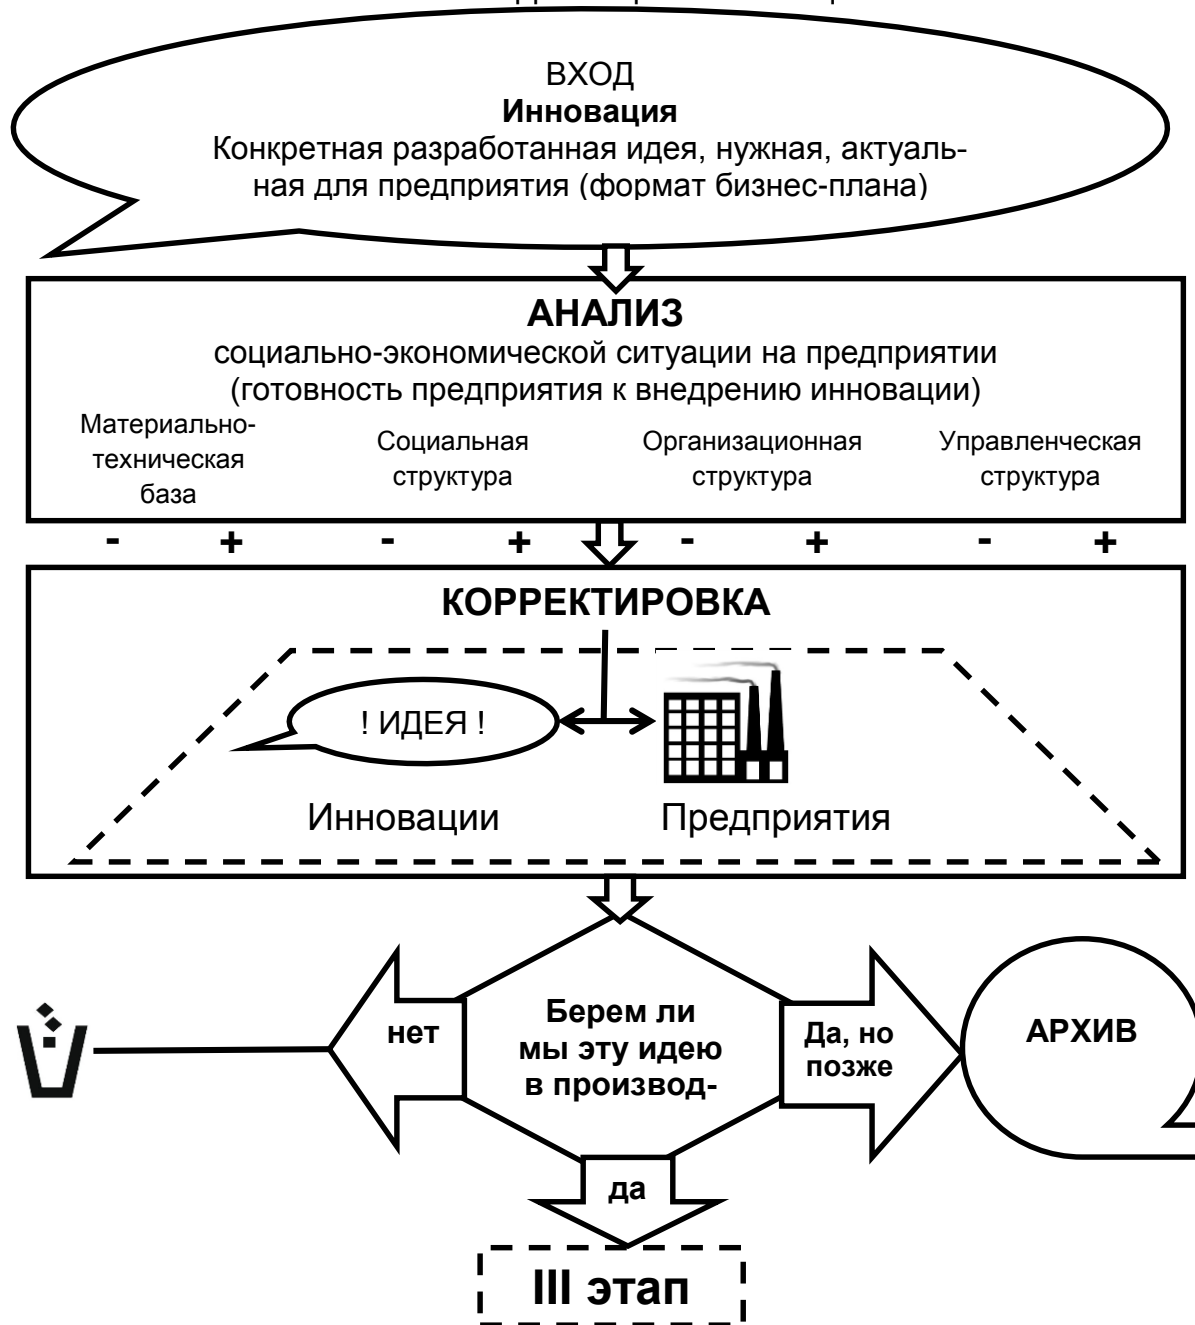 ВХОД
Инновация
Конкретная разработанная идея, нужная, актуаль-
ная для предприятия (формат бизнес-плана)
АНАЛИЗ
социально-экономической ситуации на предприятии
(готовность предприятия к внедрению инновации)
Материально-
техническая
база
Социальная
структура
Организационная
структура
Управленческая
структура
- + - + - + - +
КОРРЕКТИРОВКА
! ИДЕЯ !
Инновации Предприятия
нет
Берем ли
мы эту идею
в производ-
Да, но
позже
АРХИВ
да
III этап